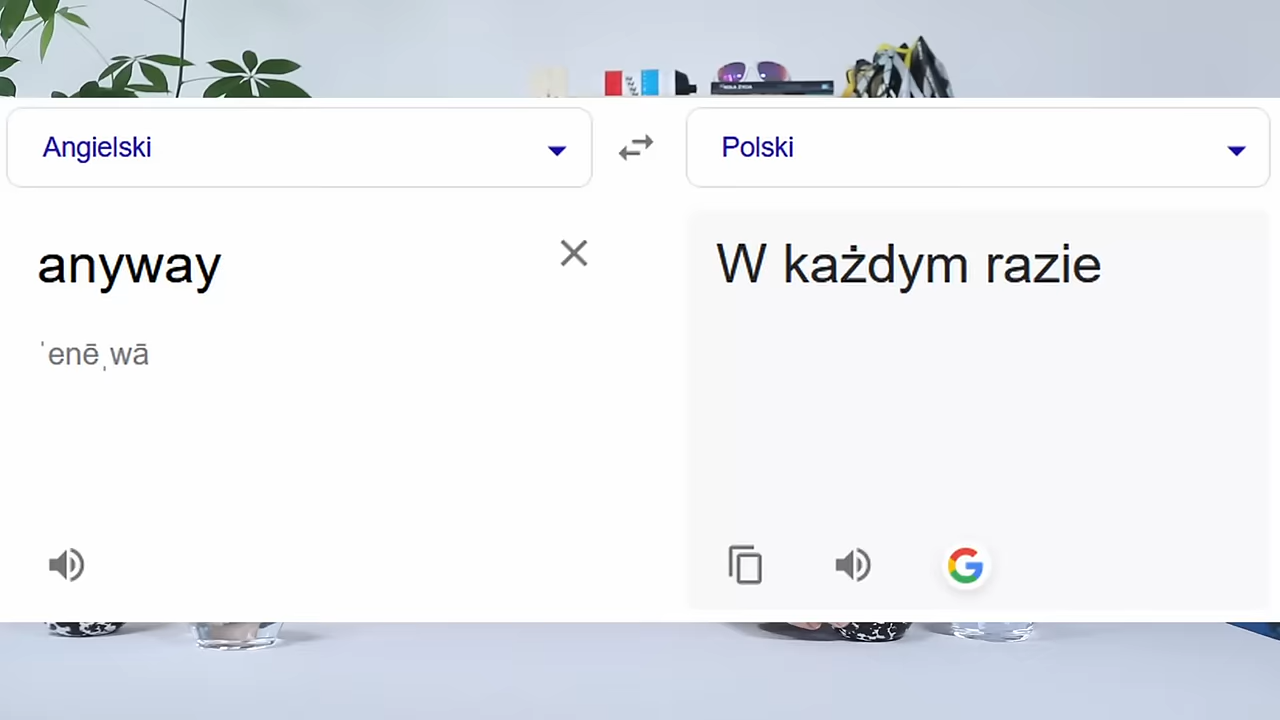 Angielski
Polski
anyway
W każdym razie
ˈenēˌwā